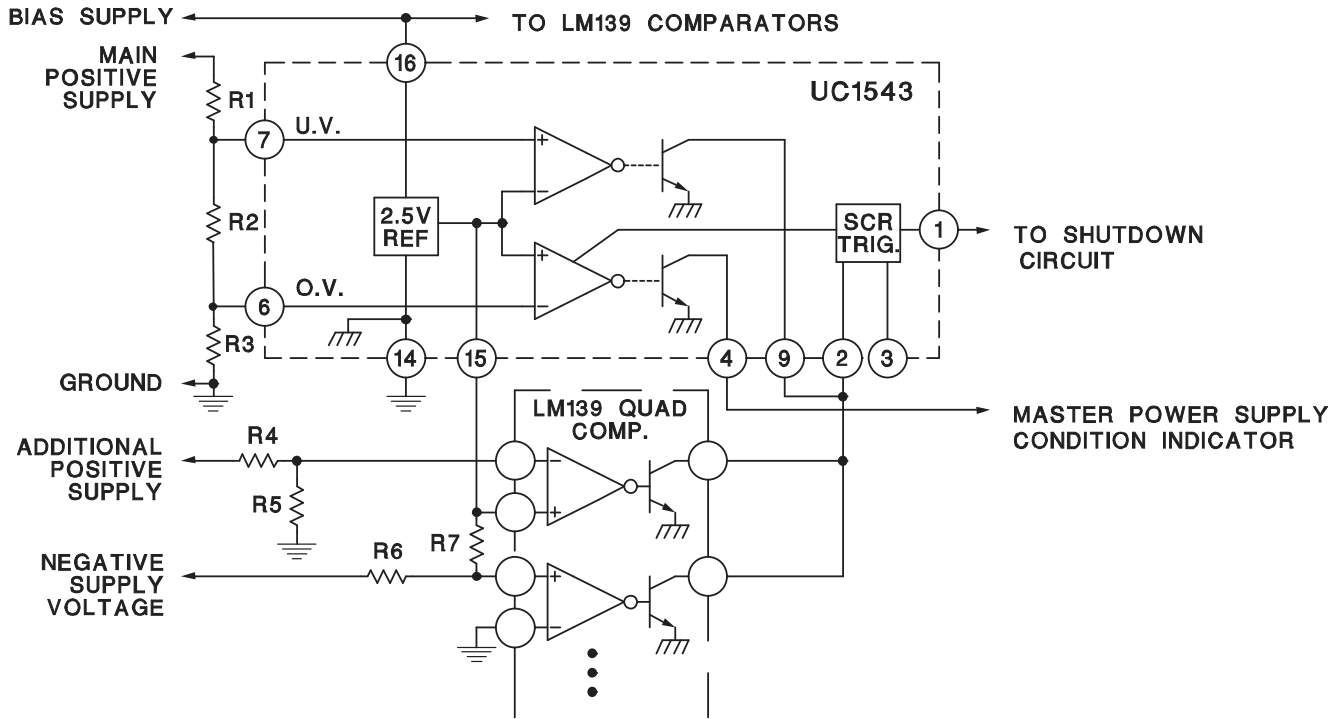 BIAS SUPPLY
TO LM139 COMPARATORS
MAIN
POSITIVE
SUPPLY
16
UC1543
R1
7
U.V.
+
−
R2
2.5V
REF
SCR
TRIG.
1
TO SHUTDOWN
CIRCUIT
+
−
6
O.V.
R3
14
15
4
9
2
3
GROUND
LM139 QUAD
COMP.
MASTER POWER SUPPLY
CONDITION INDICATOR
ADDITIONAL
POSITIVE
SUPPLY
R4
R5
−
+
R7
NEGATIVE
SUPPLY
VOLTAGE
R6
+
−